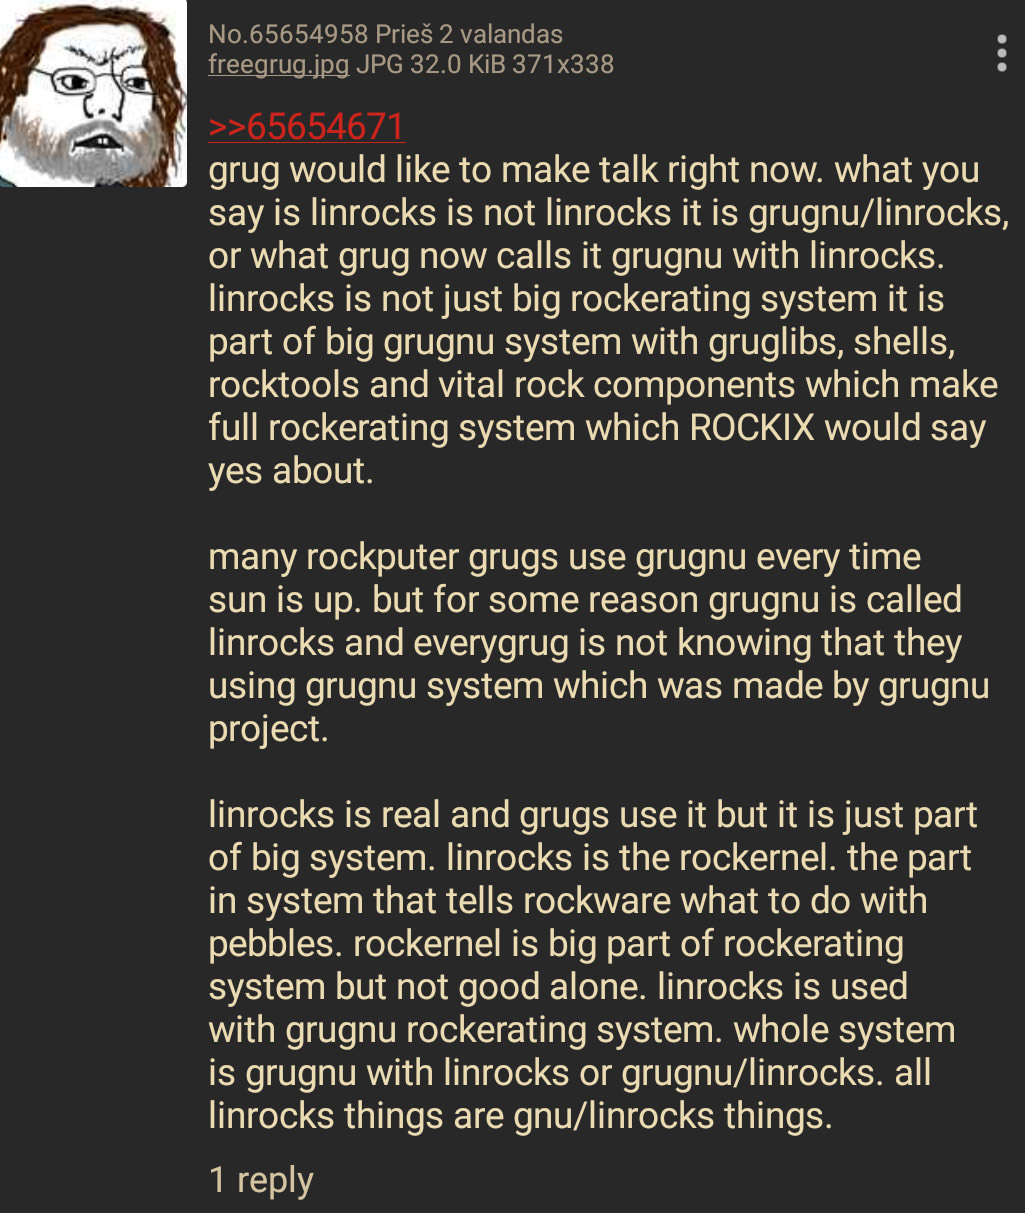 No.65654958 Prieš 2 valandas
freegrug.jpg JPG 32.0 KiB 371x338
>>65654671
grug would like to make talk right now. what you
say is linrocks is not linrocks it is grugnu/linrocks,
or what grug now calls it grugnu with linrocks.
linrocks is not just big rockerating system it is
part of big grugnu system with gruglibs, shells,
rocktools and vital rock components which make
full rockerating system which ROCKIX would say
yes about.
many rockputer grugs use grugnu every time
sun is up. but for some reason grugnu is called
linrocks and everygrug is not knowing that they
using grugnu system which was made by grugnu
project.
linrocks is real and grugs use it but it is just part
of big system. linrocks is the rockernel. the part
in system that tells rockware what to do with
pebbles. rockernel is big part of rockerating
system but not good alone. linrocks is used
with grugnu rockerating system. whole system
is grugnu with linrocks or grugnu/linrocks. all
linrocks things are gnu/linrocks things.
1 reply